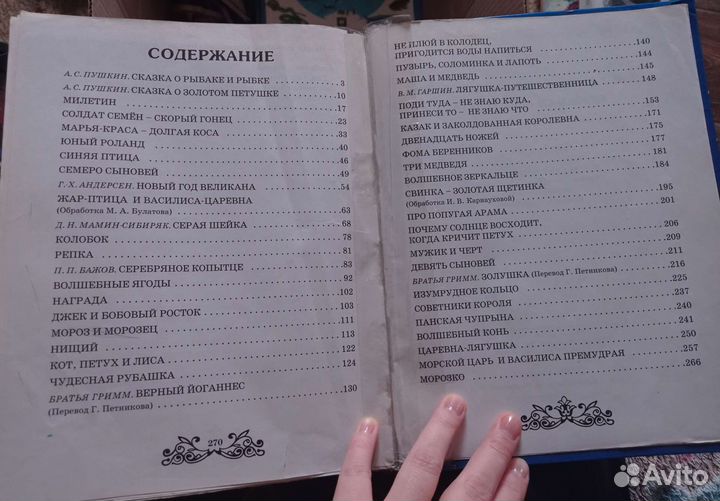 СОДЕРЖАНИЕ
А. С. ПУШКИН. СКАЗКА О РЫБАКЕ И РЫБКЕ 3
А. С. ПУШКИН. СКАЗКА О ЗОЛОТОМ ПЕТУШКЕ 10
МИЛЕТИН 17
СОЛДАТ СЕМЁН – СКОРЫЙ ГОНЕЦ 23
МАРЬЯ-КРАСА – ДОЛГАЯ КОСА 33
ЮНЫЙ РОЛАНД 40
СИНЯЯ ПТИЦА 46
СЕМЕРО СЫНОВЕЙ 49
Г. Х. АНДЕРСЕН. НОВЫЙ ГОД ВЕЛИКАНА 54
ЖАР-ПТИЦА И ВАСИЛИСА-ЦАРЕВНА
(Обработка М. А. Булатова) 63
Д. Н. МАМИН-СИБИРЯК. СЕРАЯ ШЕЙКА 68
КОЛОБОК 78
РЕПКА 81
П. П. БАЖОВ. СЕРЕБРЯНОЕ КОПЫТЦЕ 83
ВОЛШЕБНЫЕ ЯГОДЫ 92
НАГРАДА 102
ДЖЕК И БОБОВЫЙ РОСТОК 103
МОРОЗ И МОРОЗЕЦ 111
НИЩИЙ 113
КОТ, ПЕТУХ И ЛИСА 122
ЧУДЕСНАЯ РУБАШКА 124
БРАТЬЯ ГРИММ. ВЕРНЫЙ ЙОГАННЕС
(Перевод Г. Петникова) 130
270
НЕ ПЛЮЙ В КОЛОДЕЦ,
ПРИГОДИТСЯ ВОДЫ НАПИТЬСЯ 140
ПУЗЫРЬ, СОЛОМИНКА И ЛАПОТЬ 144
МАША И МЕДВЕДЬ 145
В. М. ГАРШИН. ЛЯГУШКА-ПУТЕШЕСТВЕННИЦА 148
ПОДИ ТУДА – НЕ ЗНАЮ КУДА,
ПРИНЕСИ ТО – НЕ ЗНАЮ ЧТО 153
КАЗАК И ЗАКОЛДОВАННАЯ КОРОЛЕВНА 171
ДВЕНАДЦАТЬ НОЖЕЙ 175
ФОМА БЕРЕННИКОВ 177
ТРИ МЕДВЕДЯ 181
ВОЛШЕБНОЕ ЗЕРКАЛЬЦЕ 184
СВИНКА – ЗОЛОТАЯ ЩЕТИНКА 195
(Обработка И. В. Карнауховой)
ПРО ПОПУГАЯ АРАМА 201
ПОЧЕМУ СОЛНЦЕ ВОСХОДИТ,
КОГДА КРИЧИТ ПЕТУХ 206
МУЖИК И ЧЕРТ 209
ДЕВЯТЬ СЫНОВЕЙ 211
БРАТЬЯ ГРИММ. ЗОЛУШКА (Перевод Г. Петникова) 216
ИЗУМРУДНОЕ КОЛЬЦО 225
СОВЕТНИКИ КОРОЛЯ 237
ПАНСКАЯ ЧУПРЫНА 240
ВОЛШЕБНЫЙ КОНЬ 241
ЦАРЕВНА-ЛЯГУШКА 250
МОРСКОЙ ЦАРЬ И ВАСИЛИСА ПРЕМУДРАЯ 257
МОРОЗКО 266
Avito